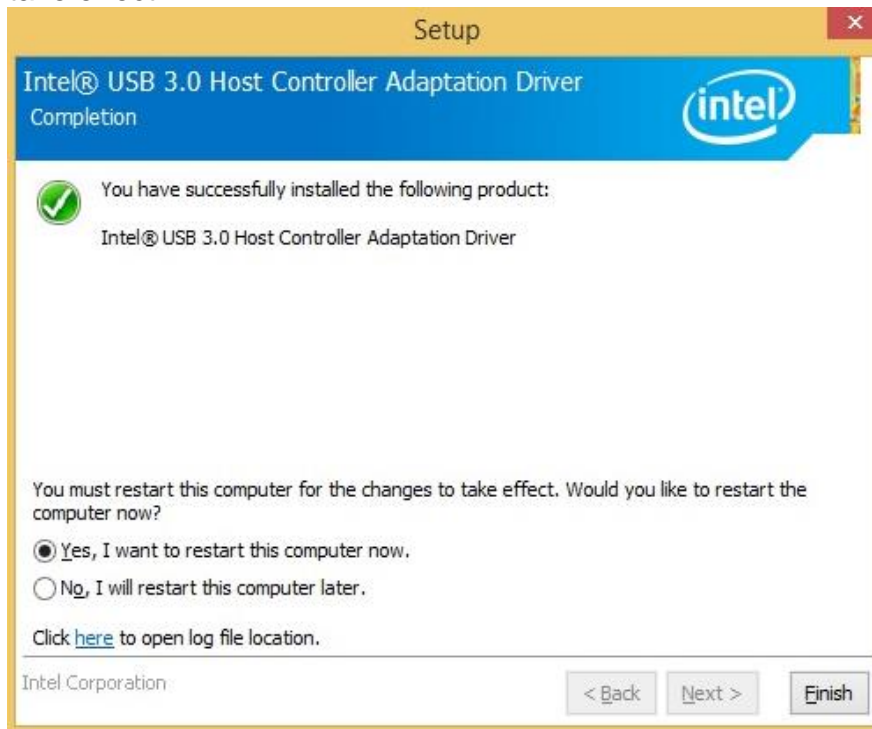 Setup
Intel® USB 3.0 Host Controller Adaptation Driver
Completion
intel
You have successfully installed the following product:
Intel® USB 3.0 Host Controller Adaptation Driver
You must restart this computer for the changes to take effect. Would you like to restart the
computer now?
Yes, I want to restart this computer now.
No, I will restart this computer later.
Click here to open log file location.
Intel Corporation
< Back Next > Finish